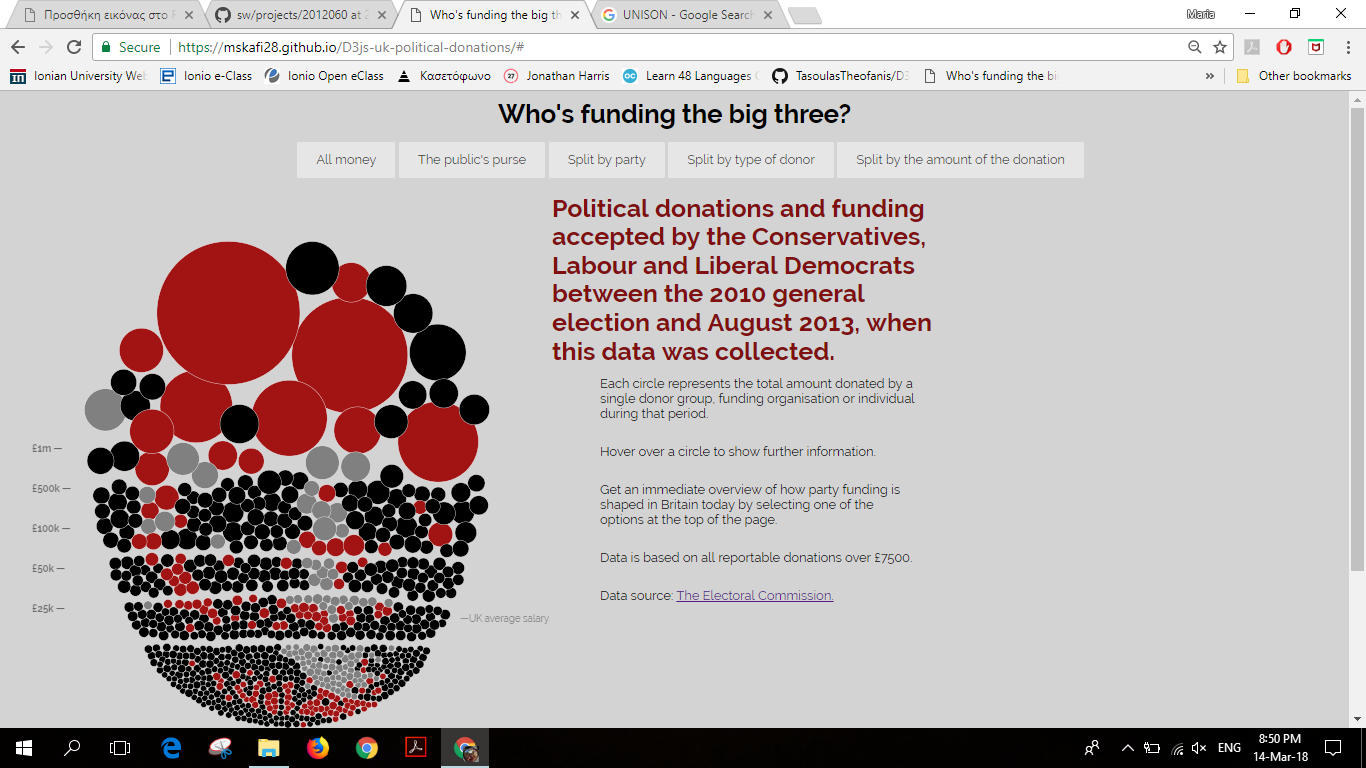 Προσθήκη εικόνας στο
sw/projects/2012060 at
Who's funding the big th
UNISON - Google Search
Maria
Secure
https://mskafi28.github.io/D3js-uk-political-donations/#
Ionian University We
Ionio e-Class
Ionio Open eClass
Κασετόφωνο
27
Jonathan Harris
Learn 48 Languages
TasoulasTheofanis/D3
Who's funding the bi
»
Other bookmarks
Who's funding the big three?
All money
The public's purse
Split by party
Split by type of donor
Split by the amount of the donation
Political donations and funding
accepted by the Conservatives,
Labour and Liberal Democrats
between the 2010 general
election and August 2013, when
this data was collected.
Each circle represents the total amount donated by a
single donor group, funding organisation or individual
during that period.
Hover over a circle to show further information.
Get an immediate overview of how party funding is
shaped in Britain today by selecting one of the
options at the top of the page.
Data is based on all reportable donations over £7500.
Data source: The Electoral Commission.
£1m —
£500k —
£100k —
£50k —
£25k —
—UK average salary
ENG
8:50 PM
14-Mar-18